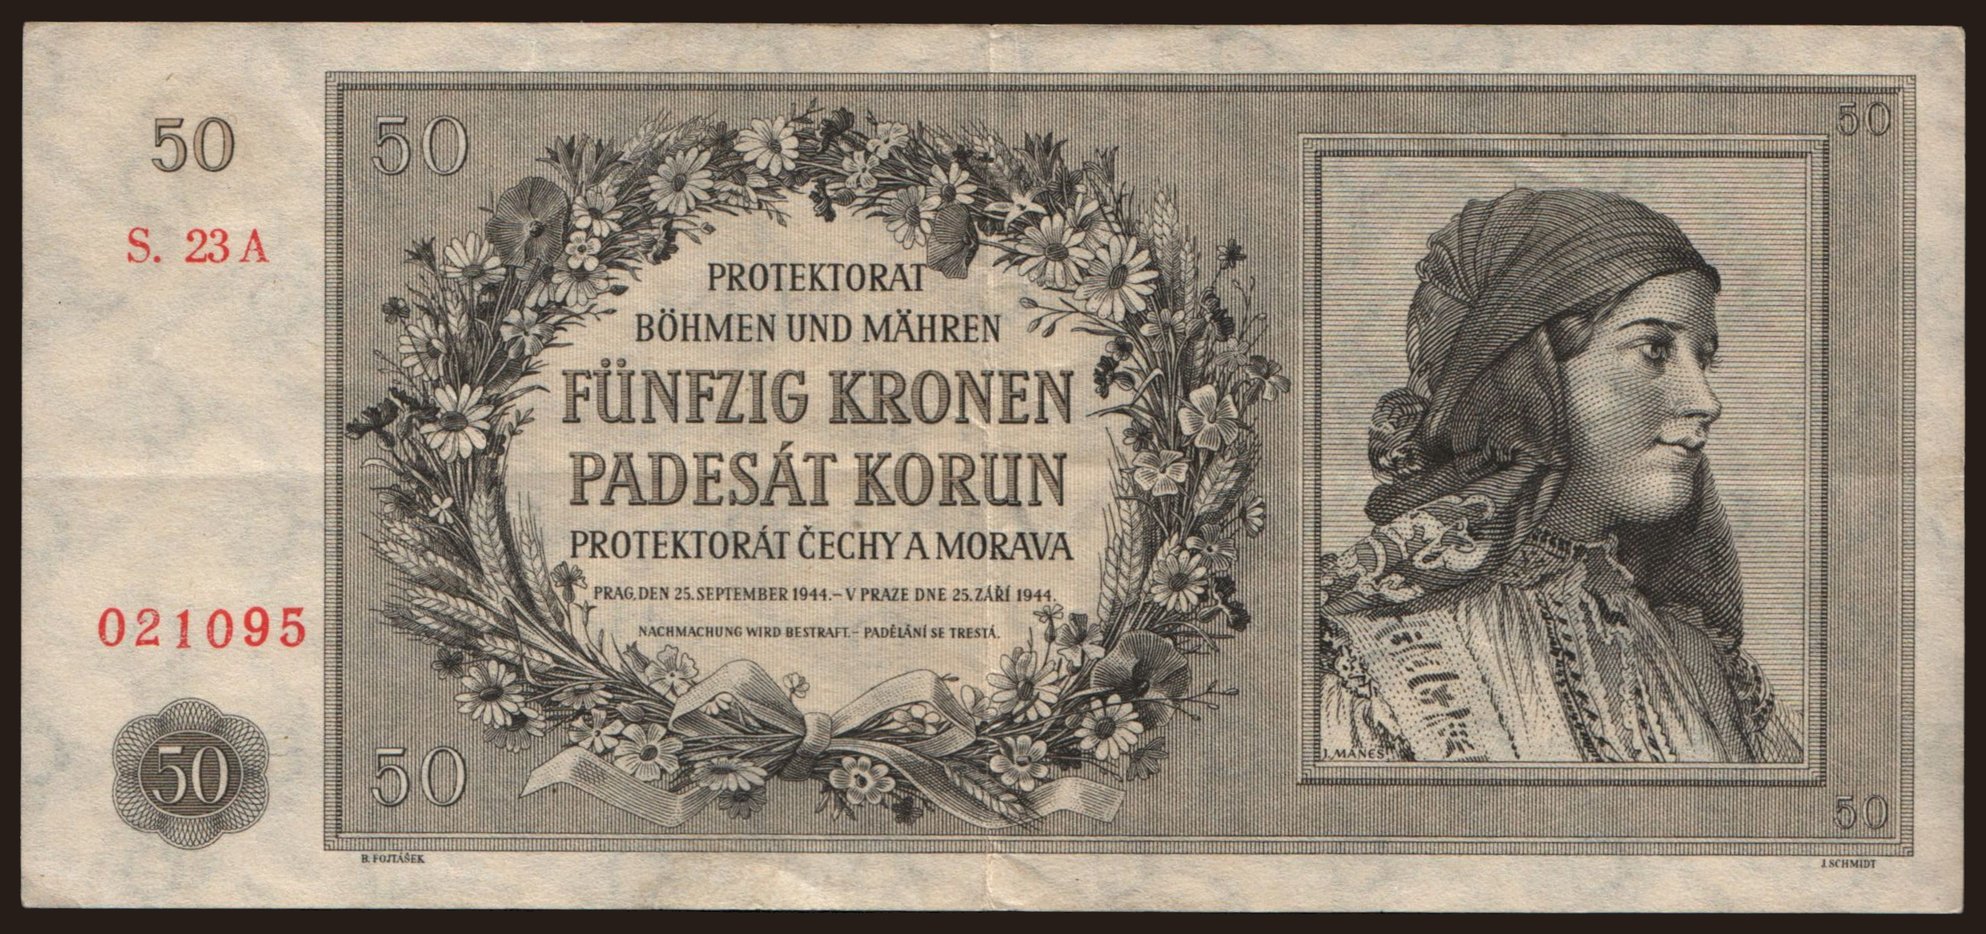 50
50
50
S. 23 A
PROTEKTORAT
BÖHMEN UND MÄHREN
FÜNFZIG KRONEN
PADESÁT KORUN
PROTEKTORÁT ČECHY A MORAVA
PRAG, DEN 25. SEPTEMBER 1944. – V PRAZE DNE 25. ZÁŘÍ 1944.
NACHMACHUNG WIRD BESTRAFT. – PADĚLÁNÍ SE TRESTÁ.
021095
50
50
50
J. MÁNES
B. FOJTÁŠEK
J. SCHMIDT